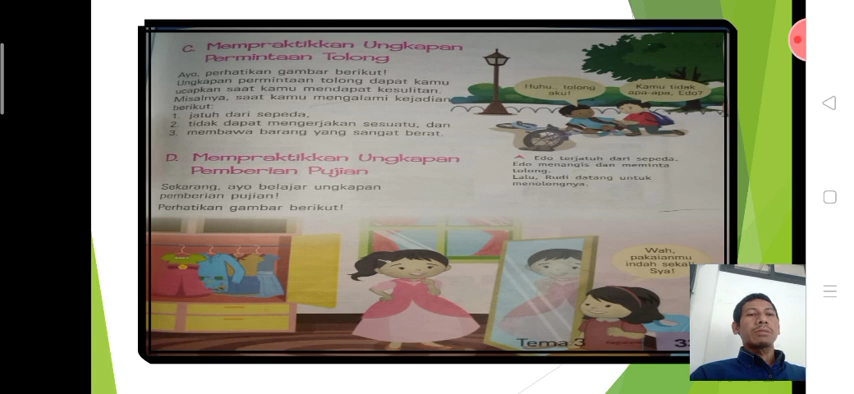 C. Mempraktikkan Ungkapan
Permintaan Tolong
Ayo, perhatikan gambar berikut!
Ungkapan permintaan tolong dapat kamu
ucapkan saat kamu mendapat kesulitan.
Misalnya, saat kamu mengalami kejadian
berikut:
1. jatuh dari sepeda,
2. tidak dapat mengerjakan sesuatu, dan
3. membawa barang yang sangat berat.
Huhu.. tolong
aku!
Kamu tidak
apa-apa, Edo?
Edo terjatuh dari sepeda.
Edo menangis dan meminta
tolong.
Lalu, Rudi datang untuk
menolongnya.
D. Mempraktikkan Ungkapan
Pemberian Pujian
Sekarang, ayo belajar ungkapan
pemberian pujian!
Perhatikan gambar berikut!
Wah,
pakaianmu
indah sekali
Sya!
Tema 3